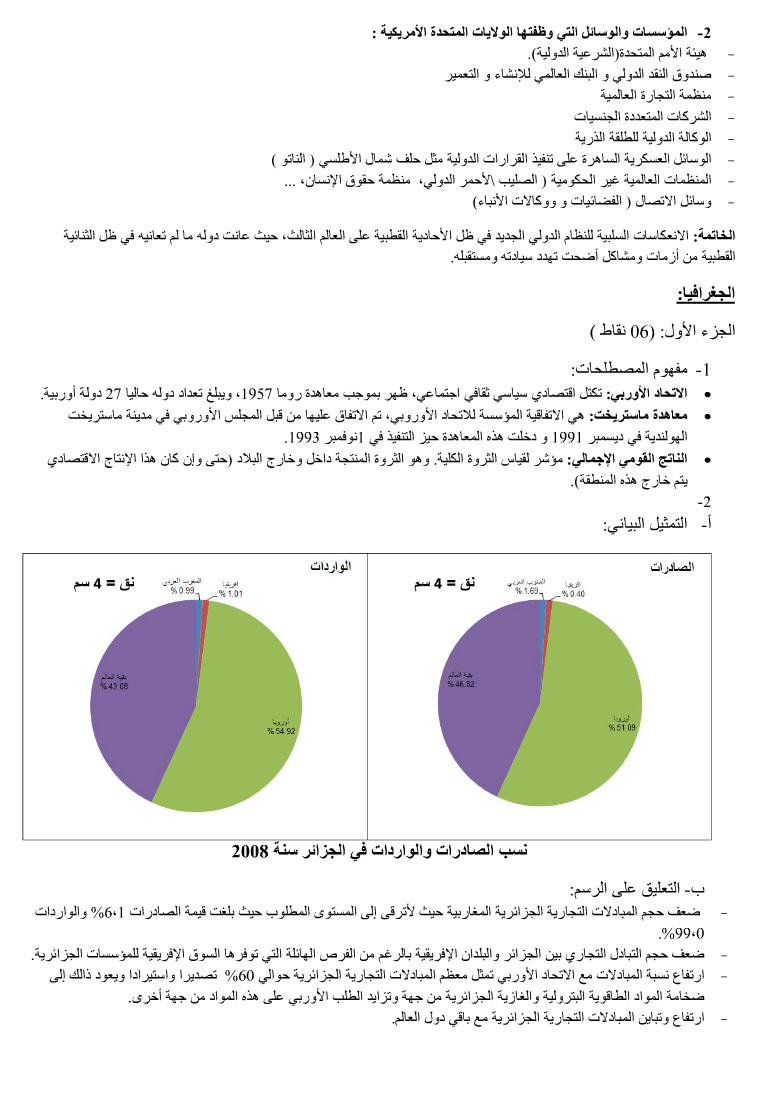 2- المؤسسات والوسائل التي وظفتها الولايات المتحدة الأمريكية :
- هيئة الأمم المتحدة(الشرعية الدولية).
- صندوق النقد الدولي و البنك العالمي للإنشاء و التعمير
- منظمة التجارة العالمية
- الشركات المتعددة الجنسيات
- الوكالة الدولية للطلقة الذرية
- الوسائل العسكرية الساهرة على تنفيذ القرارات الدولية مثل حلف شمال الأطلسي ( الناتو )
- المنظمات العالمية غير الحكومية ( الصليب \لأحمر الدولي، منظمة حقوق الإنسان، ...
- وسائل الاتصال ( الفضائيات و ووكالات الأنباء)
الخاتمة: الانعكاسات السلبية للنظام الدولي الجديد في ظل الأحادية القطبية على العالم الثالث، حيث عانت دوله ما لم تعانيه في ظل الثنائية
القطبية من أزمات ومشاكل أضحت تهدد سيادته ومستقبله.
الجغرافيا:
الجزء الأول: (06 نقاط )
1- مفهوم المصطلحات:
• الاتحاد الأوربي: تكتل اقتصادي سياسي ثقافي اجتماعي، ظهر بموجب معاهدة روما 1957، ويبلغ تعداد دوله حاليا 27 دولة أوربية.
• معاهدة ماستريخت: هي الاتفاقية المؤسسة للاتحاد الأوروبي، تم الاتفاق عليها من قبل المجلس الأوروبي في مدينة ماستريخت
الهولندية في ديسمبر 1991 و دخلت هذه المعاهدة حيز التنفيذ في 1نوفمبر 1993.
• الناتج القومي الإجمالي: مؤشر لقياس الثروة الكلية. وهو الثروة المنتجة داخل وخارج البلاد (حتى وإن كان هذا الإنتاج الاقتصادي
يتم خارج هذه المنطقة).
2-
أ- التمثيل البياني:
الصادرات
نق = 4 سم
المغرب العربي
% 1.69
افريقيا
% 0.40
بقية العالم
% 46.82
أوروبا
% 51.09
الواردات
نق = 4 سم
المغرب العربي
% 0.99
افريقيا
% 1.01
بقية العالم
% 43.08
أوروبا
% 54.92
نسب الصادرات والواردات في الجزائر سنة 2008
ب- التعليق على الرسم:
- ضعف حجم المبادلات التجارية الجزائرية المغاربية حيث لأترقى إلى المستوى المطلوب حيث بلغت قيمة الصادرات 6،1% والواردات
99،0%.
- ضعف حجم التبادل التجاري بين الجزائر والبلدان الإفريقية بالرغم من الفرص الهائلة التي توفرها السوق الإفريقية للمؤسسات الجزائرية.
- ارتفاع نسبة المبادلات مع الاتحاد الأوربي تمثل معظم المبادلات التجارية الجزائرية حوالي 60% تصديرا واستيرادا ويعود ذالك إلى
ضخامة المواد الطاقوية البترولية والغازية الجزائرية من جهة وتزايد الطلب الأوربي على هذه المواد من جهة أخرى.
- ارتفاع وتباين المبادلات التجارية الجزائرية مع باقي دول العالم.